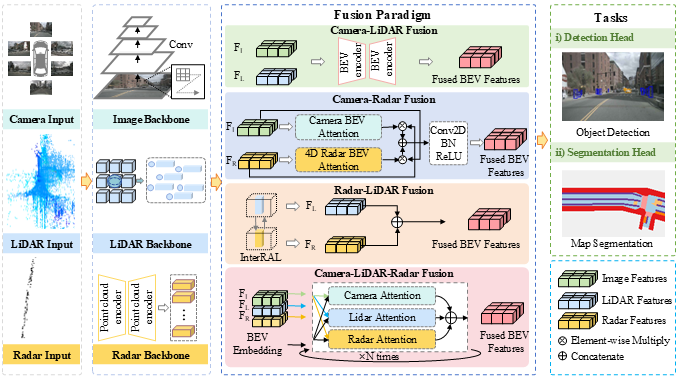 Camera Input
LiDAR Input
Radar Input
Conv
Image Backbone
LiDAR Backbone
Point cloud
encoder
Point cloud
encoder
Radar Backbone
Fusion Paradigm
Camera-LiDAR Fusion
F_I
F_L
BEV
encoder
BEV
encoder
Fused BEV Features
Camera-Radar Fusion
F_I
F_R
Camera BEV
Attention
4D Radar BEV
Attention
Conv2D
BN
ReLU
Fused BEV
Features
Radar-LiDAR Fusion
InterRAL
F_L
F_R
Fused BEV Features
Camera-LiDAR-Radar Fusion
F_I
F_L
F_R
BEV
Embedding
Camera Attention
Lidar Attention
Radar Attention
×N times
Fused BEV
Features
Tasks
i) Detection Head
Object Detection
ii) Segmentation Head
Map Segmentation
Image Features
LiDAR Features
Radar Features
Element-wise Multiply
Concatenate